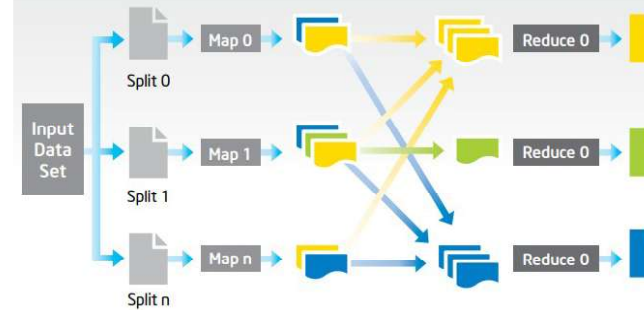 Split 0
Map 0
Reduce 0
Input
Data
Set
Split 1
Map 1
Reduce 0
Split n
Map n
Reduce 0